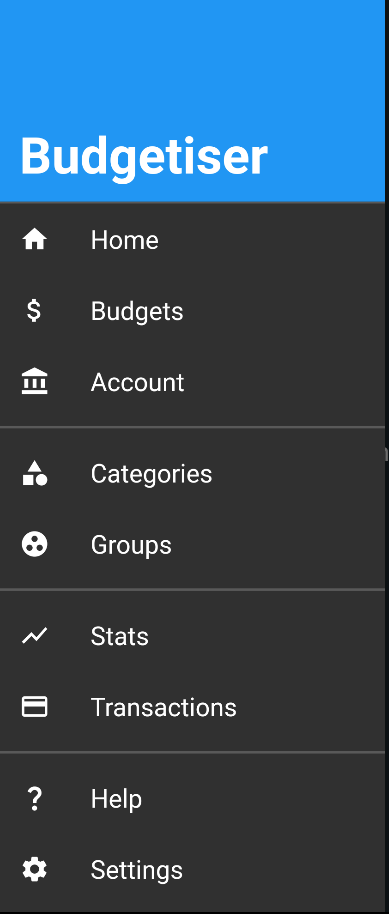 Budgetiser
Home
Budgets
Account
Categories
Groups
Stats
Transactions
Help
Settings